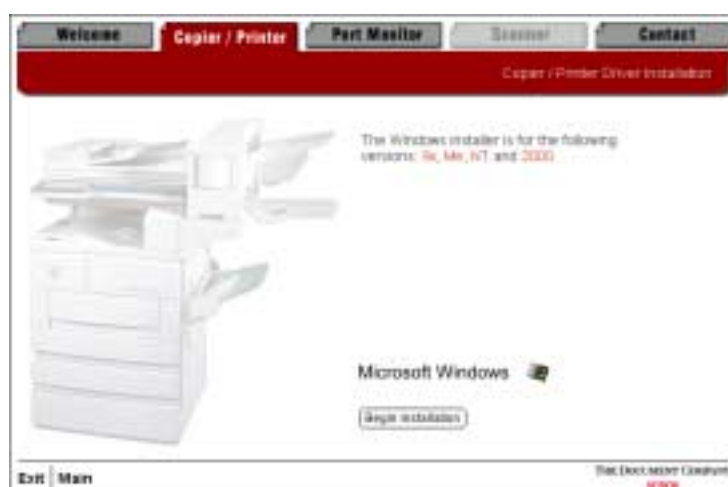 Welcome
Copier / Printer
Port Monitor
Scanner
Contact
Copier / Printer Driver Installation
The Windows installer is for the following
versions: 9x, Me, NT and 2000
Microsoft Windows
Begin Installation
Exit | Main
THE DOCUMENT COMPANY
XEROX